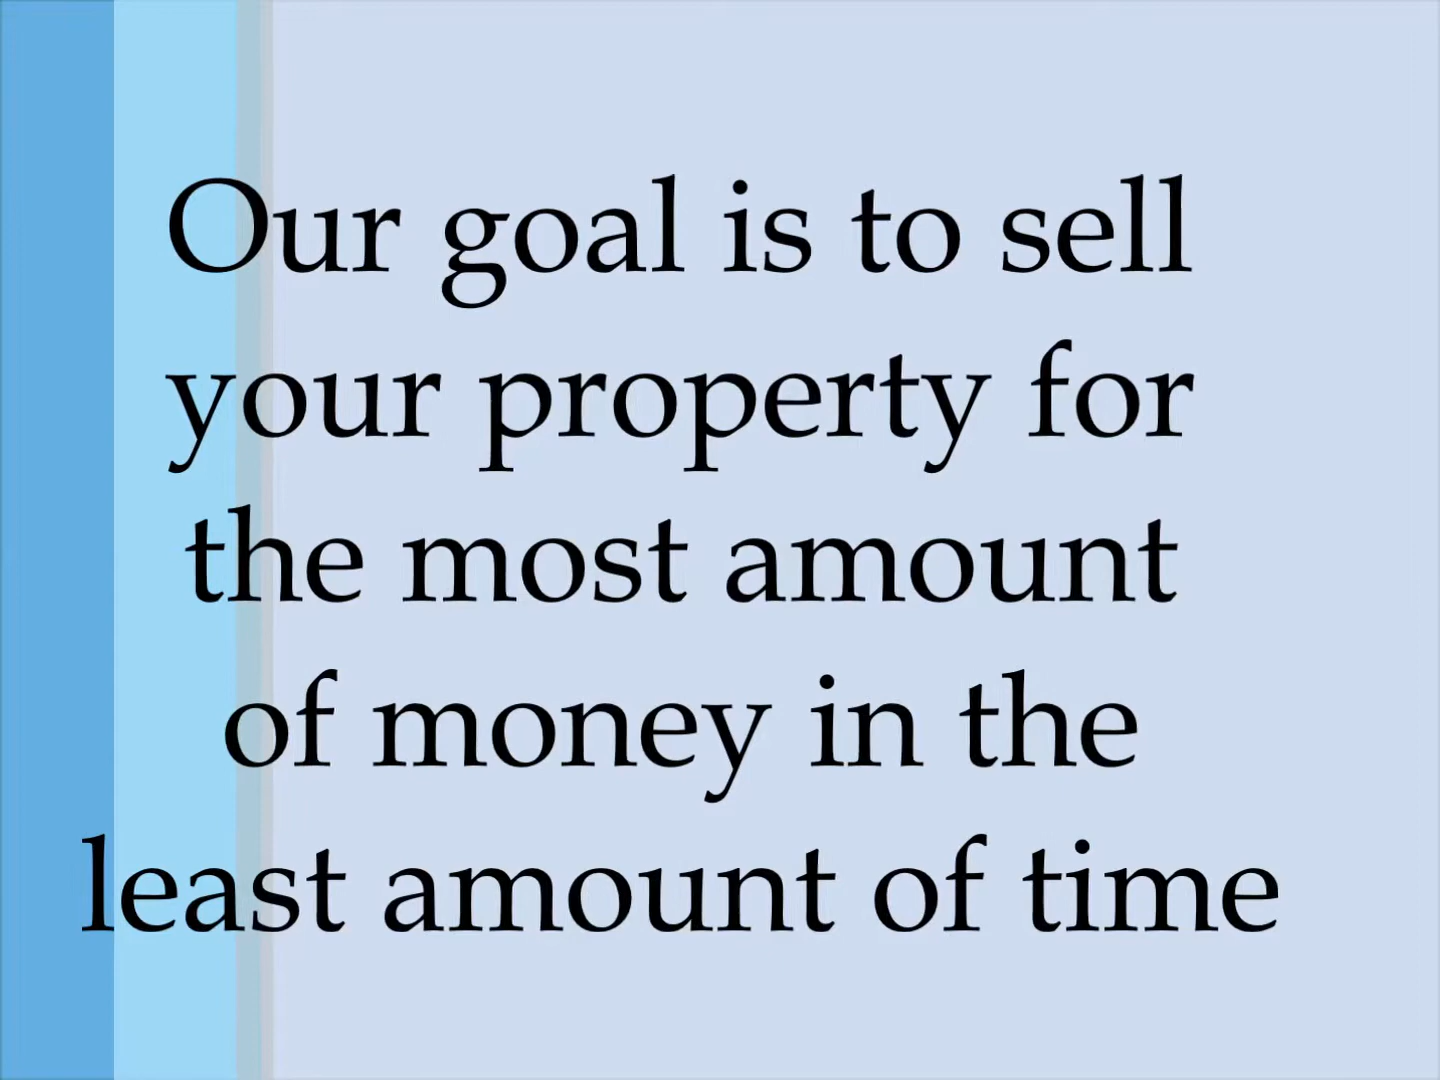 Our goal is to sell
your property for
the most amount
of money in the
least amount of time